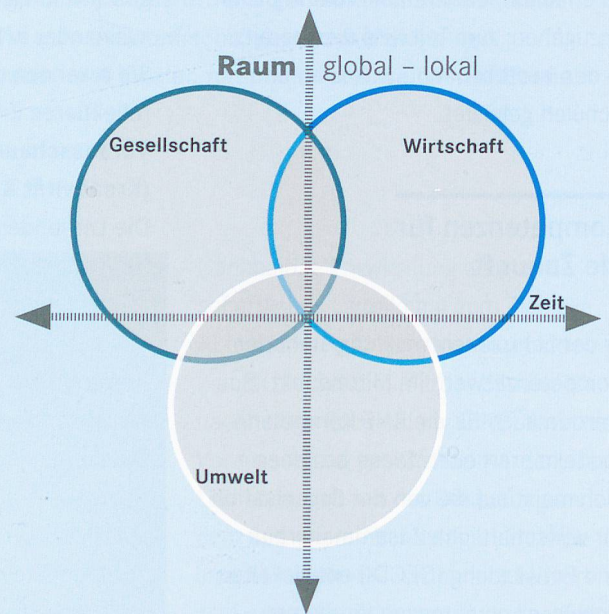 Raum | global – lokal
Gesellschaft
Wirtschaft
Zeit
Umwelt